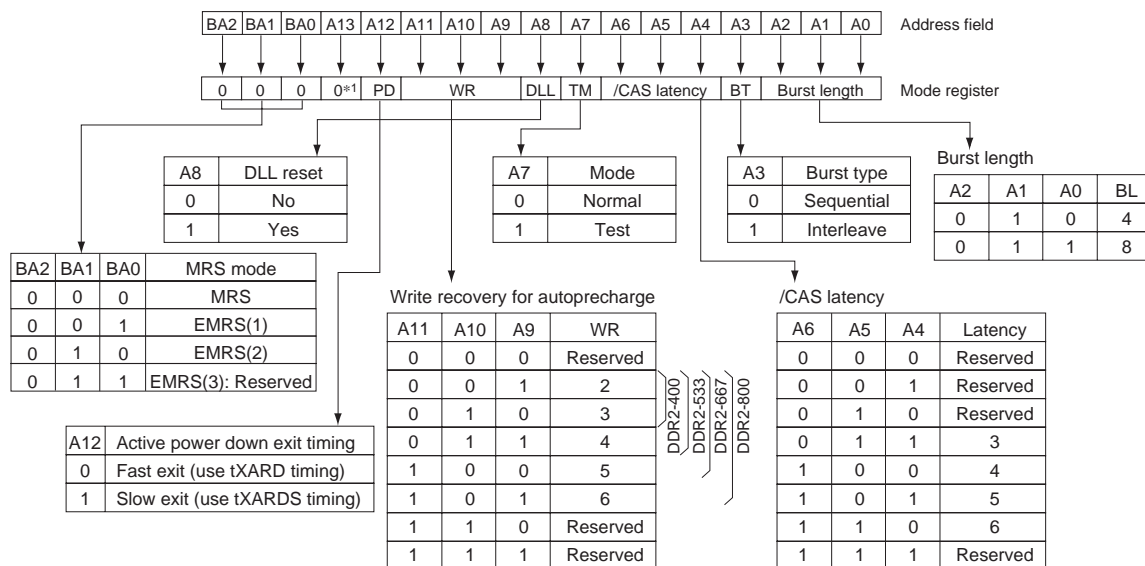 BA2 BA1 BA0 A13 A12 A11 A10 A9 A8 A7 A6 A5 A4 A3 A2 A1 A0 Address field
0 0 0 0*1 PD WR DLL TM /CAS latency BT Burst length Mode register
A8 DLL reset
0 No
1 Yes
A7 Mode
0 Normal
1 Test
A3 Burst type
0 Sequential
1 Interleave
Burst length
A2 A1 A0 BL
0 1 0 4
0 1 1 8
BA2 BA1 BA0 MRS mode
0 0 0 MRS
0 0 1 EMRS(1)
0 1 0 EMRS(2)
0 1 1 EMRS(3): Reserved
A12 Active power down exit timing
0 Fast exit (use tXARD timing)
1 Slow exit (use tXARDS timing)
Write recovery for autoprecharge
A11 A10 A9 WR
0 0 0 Reserved
0 0 1 2
0 1 0 3
0 1 1 4
1 0 0 5
1 0 1 6
1 1 0 Reserved
1 1 1 Reserved
DDR2-400
DDR2-533
DDR2-667
DDR2-800
/CAS latency
A6 A5 A4 Latency
0 0 0 Reserved
0 0 1 Reserved
0 1 0 Reserved
0 1 1 3
1 0 0 4
1 0 1 5
1 1 0 6
1 1 1 Reserved